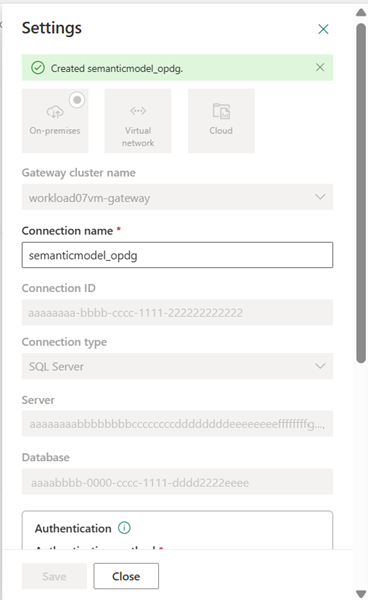 Settings
Created semanticmodel_opdg.
On-premises
Virtual
network
Cloud
Gateway cluster name
workload07vm-gateway
Connection name *
semanticmodel_opdg
Connection ID
aaaaaaaa-bbbb-cccc-1111-222222222222
Connection type
SQL Server
Server
aaaaaaaabbbbbbbbccccccccddddddddeeeeeeeeffffffffg...,
Database
aaaabbbb-0000-cccc-1111-dddd2222eeee
Authentication
Save
Close